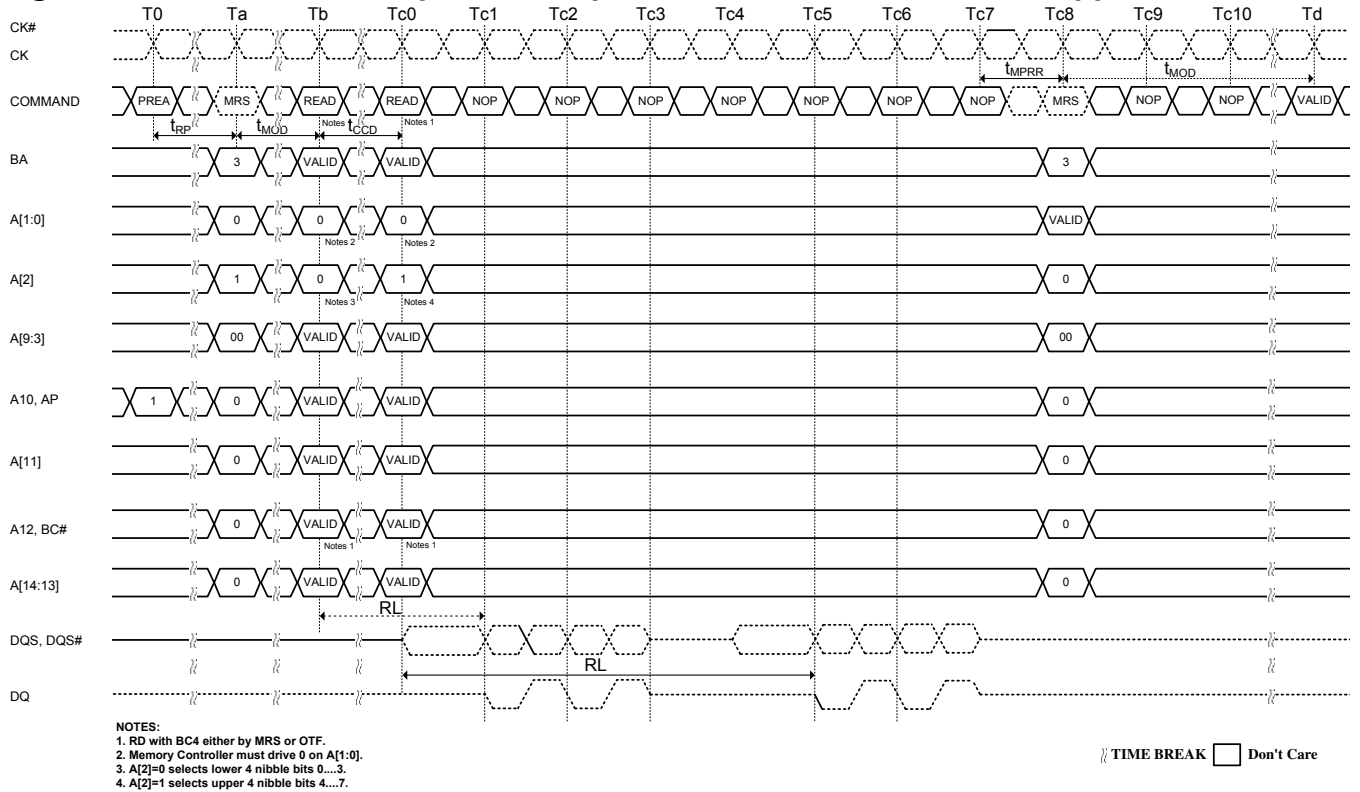 T0 Ta Tb Tc0 Tc1 Tc2 Tc3 Tc4 Tc5 Tc6 Tc7 Tc8 Tc9 Tc10 Td
CK#
CK
tMPRR tMOD
COMMAND PREA MRS READ READ NOP NOP NOP NOP NOP NOP NOP MRS NOP NOP VALID
Notes 1 Notes 1
tRP tMOD tCCD
BA 3 VALID VALID 3
A[1:0] 0 0 0 VALID
Notes 2 Notes 2
A[2] 1 0 1 0
Notes 3 Notes 4
A[9:3] 00 VALID VALID 00
A10, AP 1 0 VALID VALID 0
A[11] 0 VALID VALID 0
A12, BC# 0 VALID VALID 0
Notes 1 Notes 1
A[14:13] 0 VALID VALID 0
RL
DQS, DQS#
RL
DQ
NOTES:
1. RD with BC4 either by MRS or OTF.
2. Memory Controller must drive 0 on A[1:0].
3. A[2]=0 selects lower 4 nibble bits 0....3.
4. A[2]=1 selects upper 4 nibble bits 4....7.
TIME BREAK Don't Care